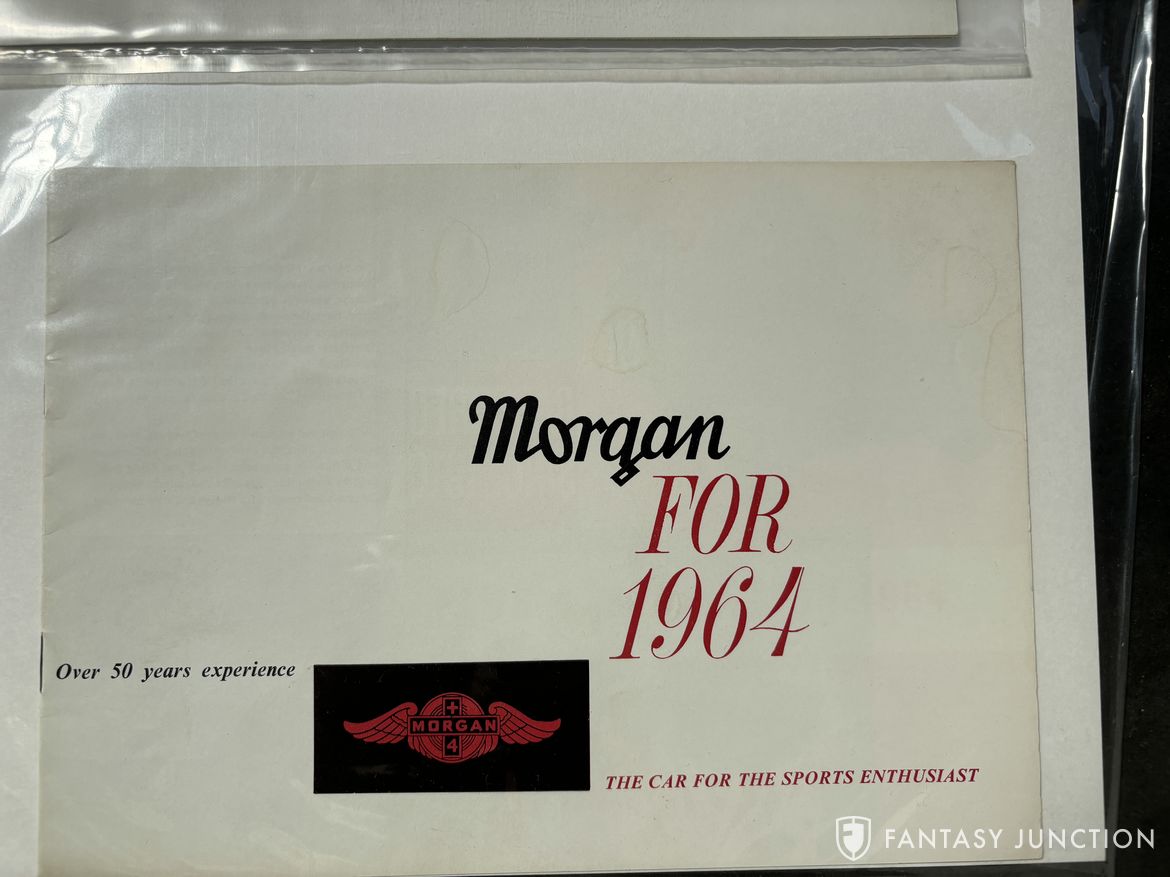 Morgan
FOR
1964
Over 50 years experience
+
MORGAN
4
THE CAR FOR THE SPORTS ENTHUSIAST
FANTASY JUNCTION